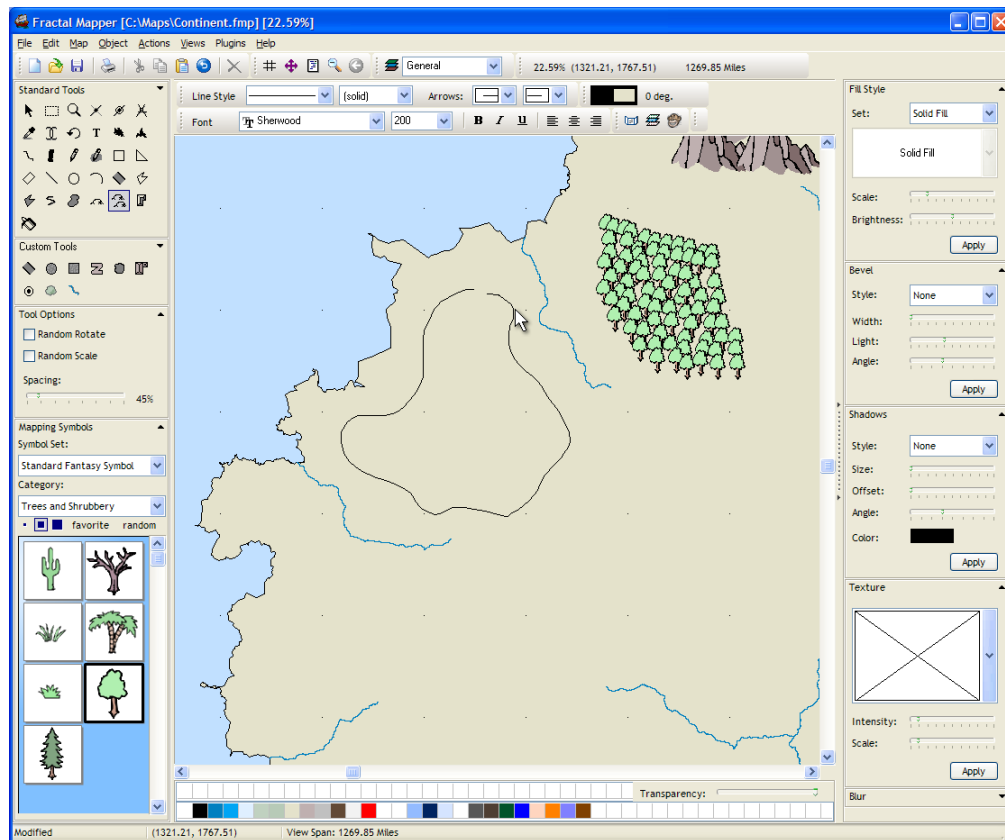 Fractal Mapper [C:\Maps\Continent.fmp] [22.59%]
File Edit Map Object Actions Views Plugins Help
General 22.59% (1321.21, 1767.51) 1269.85 Miles
Standard Tools
Line Style (solid) Arrows: 0 deg.
Font Tr Sherwood 200 B I U
Custom Tools
Tool Options
Random Rotate
Random Scale
Spacing:
45%
Mapping Symbols
Symbol Set:
Standard Fantasy Symbol
Category:
Trees and Shrubbery
favorite random
Fill Style
Set: Solid Fill
Solid Fill
Scale:
Brightness:
Apply
Bevel
Style: None
Width:
Light:
Angle:
Apply
Shadows
Style: None
Size:
Offset:
Angle:
Color:
Apply
Texture
Intensity:
Scale:
Apply
Blur
Transparency:
Modified (1321.21, 1767.51) View Span: 1269.85 Miles